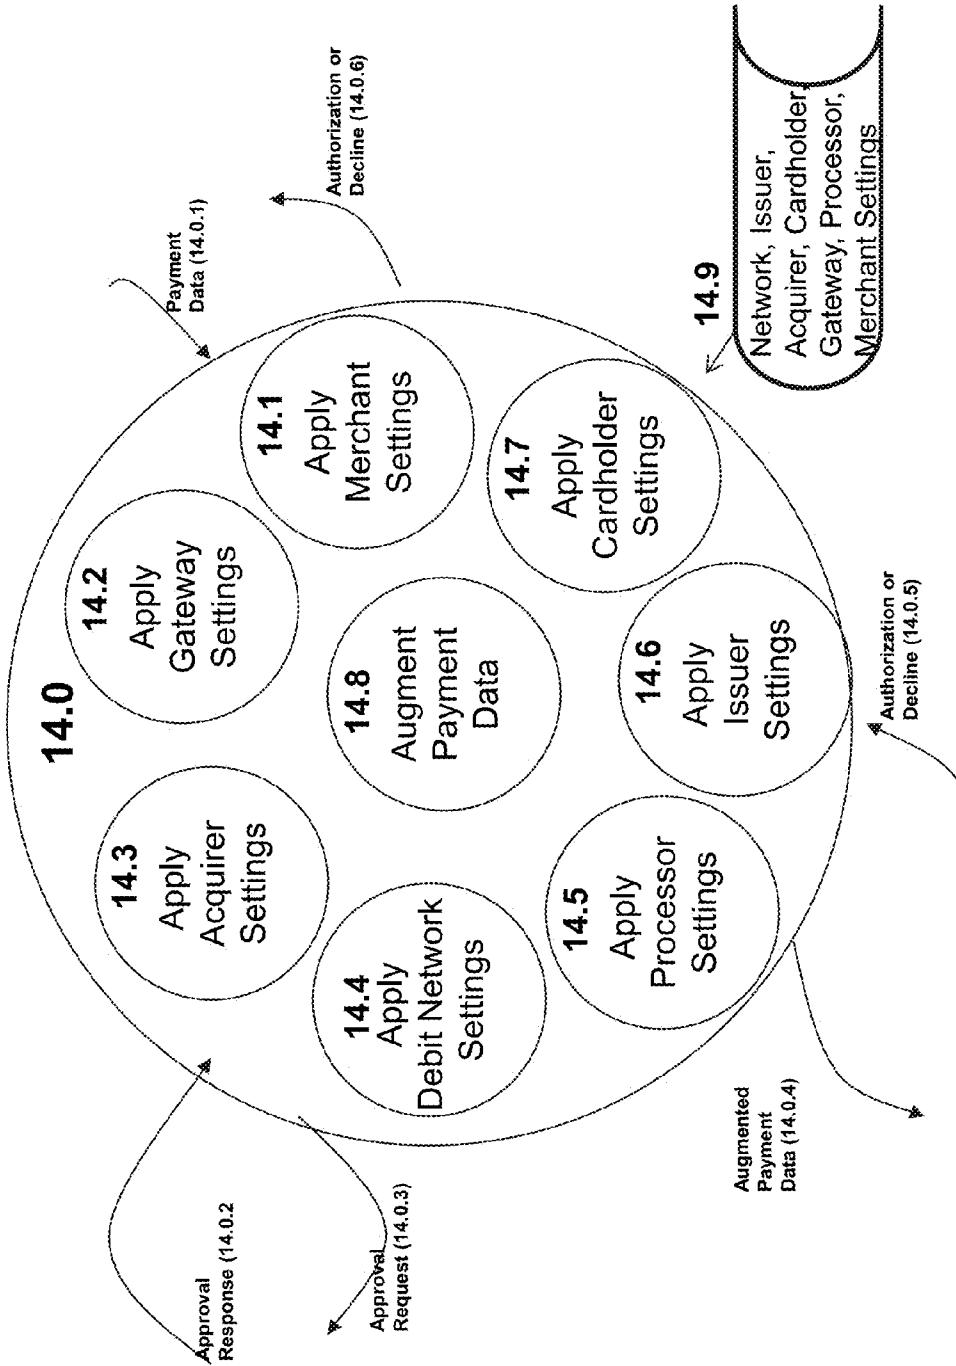 14.0
Payment
Data (14.0.1)
Authorization or
Decline (14.0.6)
Approval
Response (14.0.2
Approval
Request (14.0.3)
14.3
Apply
Acquirer
Settings
14.2
Apply
Gateway
Settings
14.1
Apply
Merchant
Settings
14.4
Apply
Debit Network
Settings
14.8
Augment
Payment
Data
14.7
Apply
Cardholder
Settings
14.5
Apply
Processor
Settings
14.6
Apply
Issuer
Settings
14.9
Network, Issuer,
Acquirer, Cardholder,
Gateway, Processor,
Merchant Settings
Augmented
Payment
Data (14.0.4)
Authorization or
Decline (14.0.5)